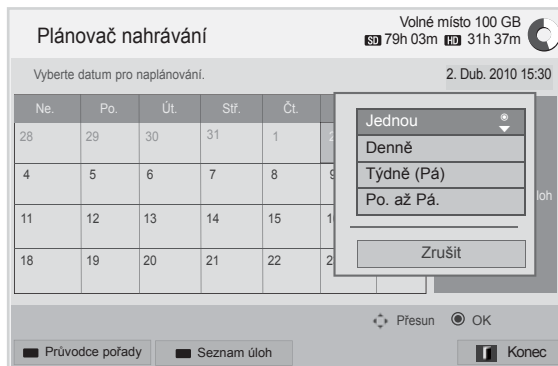 Plánovač nahrávání
Volné místo 100 GB
SD 79h 03m HD 31h 37m
Vyberte datum pro naplánování.
2. Dub. 2010 15:30
Ne. Po. Út. Stř. Čt.
28 29 30 31 1
4 5 6 7 8
11 12 13 14 15
18 19 20 21 22
Jednou
Denně
Týdně (Pá)
Po. až Pá.
Zrušit
Přesun OK
Průvodce pořady Seznam úloh Konec